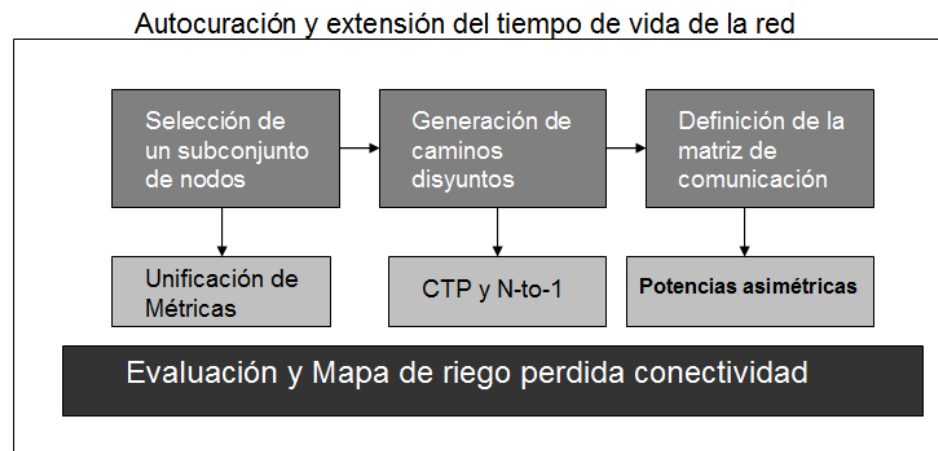 Autocuración y extensión del tiempo de vida de la red
Selección de
un subconjunto
de nodos
Generación de
caminos
disyuntos
Definición de la
matriz de
comunicación
Unificación de
Métricas
CTP y N-to-1
Potencias asimétricas
Evaluación y Mapa de riego perdida conectividad